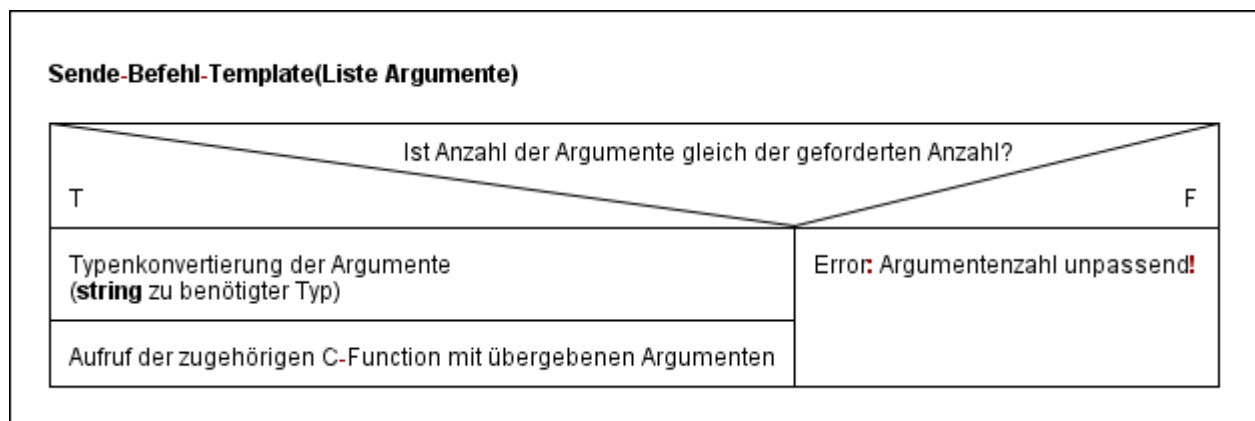 Sende-Befehl-Template(Liste Argumente)
Ist Anzahl der Argumente gleich der geforderten Anzahl?
T
F
Typenkonvertierung der Argumente
(string zu benötigter Typ)
Error: Argumentenzahl unpassend!
Aufruf der zugehörigen C-Function mit übergebenen Argumenten